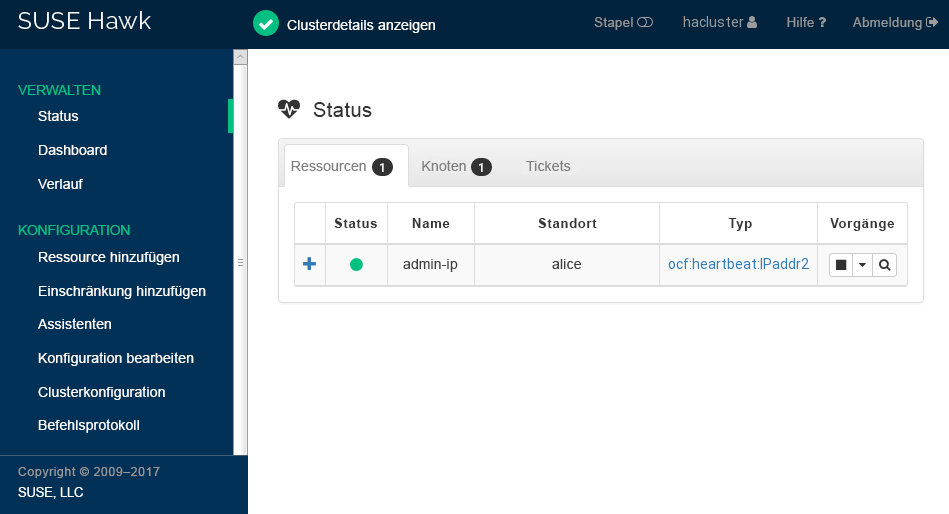 SUSE Hawk
Clusterdetails anzeigen
Stapel
hacluster
Hilfe ?
Abmeldung
VERWALTEN
Status
Dashboard
Verlauf
KONFIGURATION
Ressource hinzufügen
Einschränkung hinzufügen
Assistenten
Konfiguration bearbeiten
Clusterkonfiguration
Befehlsprotokoll
Copyright © 2009–2017
SUSE, LLC
Status
Ressourcen 1 Knoten 1 Tickets
Status Name Standort Typ Vorgänge
admin-ip alice ocf:heartbeat:IPaddr2